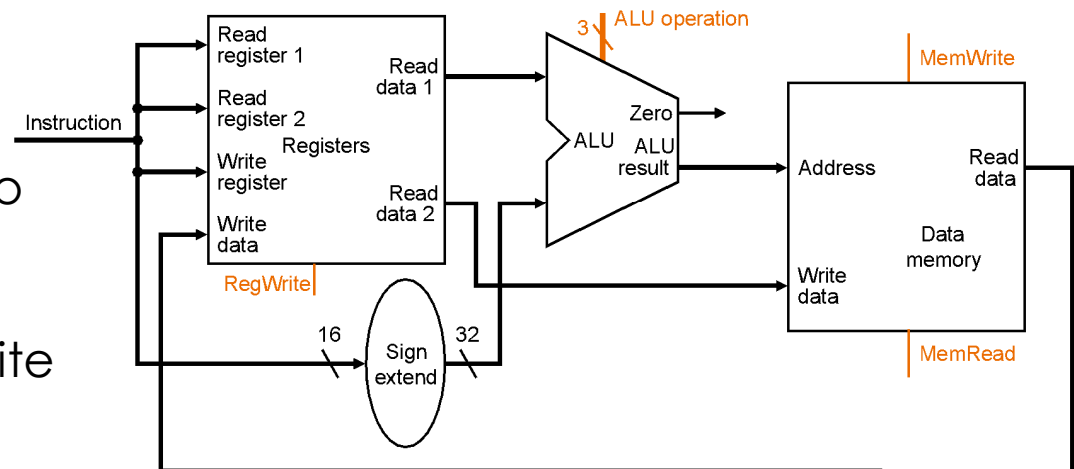 3
ALU operation
MemWrite
Read
register 1
Read
data 1
Read
register 2
Instruction
Registers
Zero
ALU
ALU
result
Write
register
Read
data 2
Write
data
RegWrite
Address
Read
data
Data
memory
Write
data
MemRead
16
Sign
extend
32
o
ite